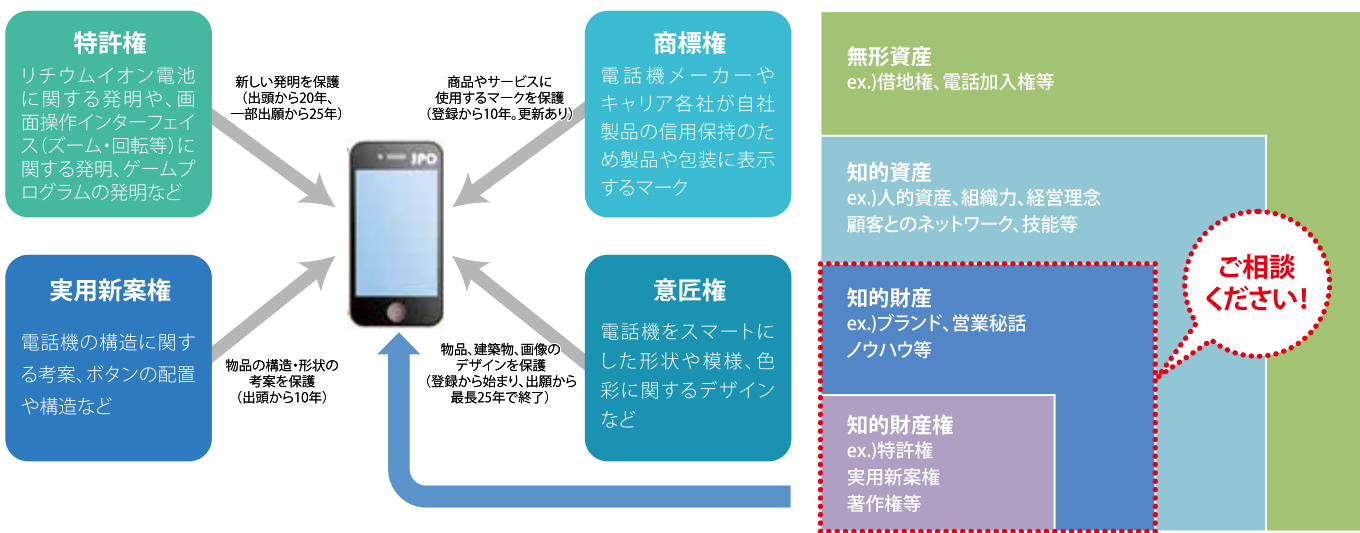 特許権
リチウムイオン電池
に関する発明や、画
面操作インターフェイ
ス（ズーム・回転等）に
関する発明、ゲームプ
ログラムの発明など
新しい発明を保護
（出頭から20年、
一部出願から25年）
商品やサービスに
使用するマークを保護
（登録から10年。更新あり）
商標権
電話機メーカーや
キャリア各社が自社
製品の信用保持のた
め製品や包装に表示
するマーク
JPO
実用新案権
電話機の構造に関す
る考案、ボタンの配置
や構造など
物品の構造・形状の
考案を保護
（出頭から10年）
物品、建築物、画像の
デザインを保護
（登録から始まり、出願から
最長25年で終了）
意匠権
電話機をスマートに
した形状や模様、色
彩に関するデザイン
など
無形資産
ex.)借地権、電話加入権等
知的資産
ex.)人的資産、組織力、経営理念
顧客とのネットワーク、技能等
ご相談
ください！
知的財産
ex.)ブランド、営業秘話
ノウハウ等
知的財産権
ex.)特許権
実用新案権
著作権等